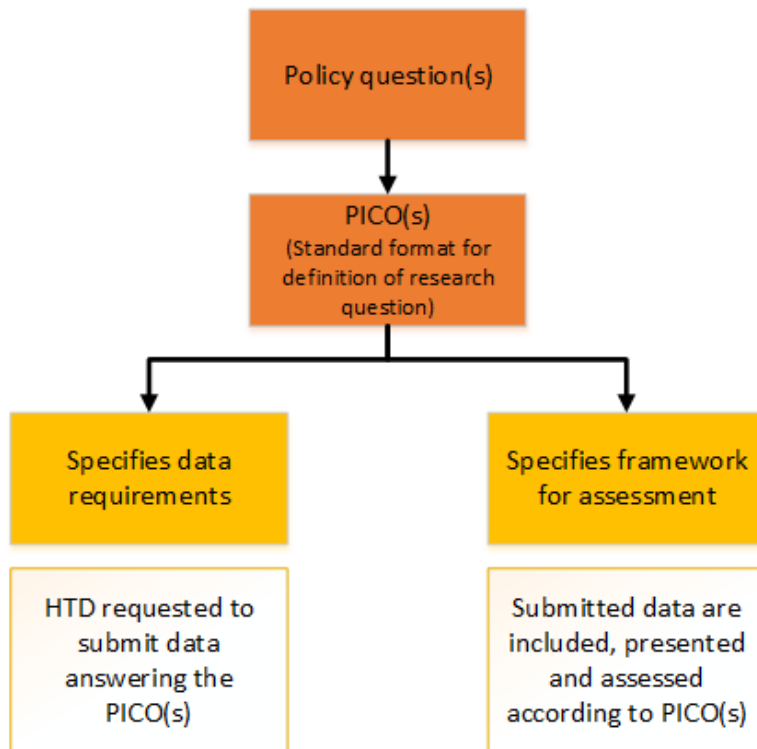 Policy question(s)
PICO(s)
(Standard format for
definition of research
question)
Specifies data
requirements
Specifies framework
for assessment
HTD requested to
submit data
answering the
PICO(s)
Submitted data are
included, presented
and assessed
according to PICO(s)